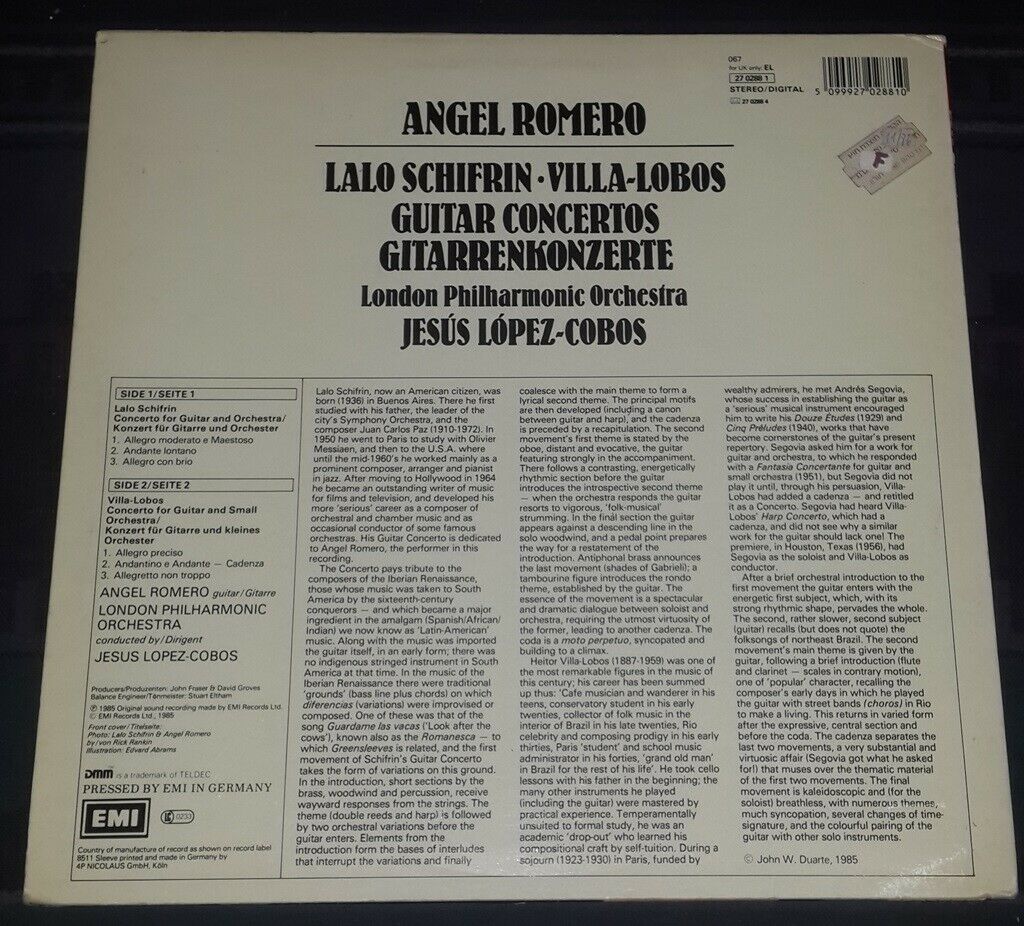 067
for UK only: EL
27 0288 1
STEREO/DIGITAL
27 0288 4
5 099927 028810
11/76
F
ANGEL ROMERO
LALO SCHIFRIN · VILLA-LOBOS
GUITAR CONCERTOS
GITARRENKONZERTE
London Philharmonic Orchestra
JESÚS LÓPEZ-COBOS
SIDE 1/SEITE 1
Lalo Schifrin
Concerto for Guitar and Orchestra/
Konzert für Gitarre und Orchester
1. Allegro moderato e Maestoso
2. Andante lontano
3. Allegro con brio
SIDE 2/SEITE 2
Villa-Lobos
Concerto for Guitar and Small
Orchestra/
Konzert für Gitarre und kleines
Orchester
1. Allegro preciso
2. Andantino e Andante — Cadenza
3. Allegretto non troppo
ANGEL ROMERO guitar/Gitarre
LONDON PHILHARMONIC
ORCHESTRA
conducted by/Dirigent
JESUS LOPEZ-COBOS
Producers/Produzenten: John Fraser & David Groves
Balance Engineer/Tonmeister: Stuart Eltham
℗ 1985 Original sound recording made by EMI Records Ltd.
© EMI Records Ltd., 1985
Front cover/Titelseite:
Photo: Lalo Schifrin & Angel Romero
by/von Rick Rankin
Illustration: Edvard Abrams
DMM™ is a trademark of TELDEC
PRESSED BY EMI IN GERMANY
EMI
LC 0233
Country of manufacture of record as shown on record label
8511 Sleeve printed and made in Germany by
4P NICOLAUS GmbH, Köln
Lalo Schifrin, now an American citizen, was
born (1936) in Buenos Aires. There he first
studied with his father, the leader of the
city's Symphony Orchestra, and the
composer Juan Carlos Paz (1910-1972). In
1950 he went to Paris to study with Olivier
Messiaen, and then to the U.S.A. where
until the mid-1960's he worked mainly as a
prominent composer, arranger and pianist
in jazz. After moving to Hollywood in 1964
he became an outstanding writer of music
for films and television, and developed his
more 'serious' career as a composer of
orchestral and chamber music and as
occasional conductor of some famous
orchestras. His Guitar Concerto is dedicated
to Angel Romero, the performer in this
recording.
The Concerto pays tribute to the
composers of the Iberian Renaissance,
those whose music was taken to South
America by the sixteenth-century
conquerors — and which became a major
ingredient in the amalgam (Spanish/African/
Indian) we now know as 'Latin-American'
music. Along with the music was imported
the guitar itself, in an early form; there was
no indigenous stringed instrument in South
America at that time. In the music of the
Iberian Renaissance there were traditional
'grounds' (bass line plus chords) on which
diferencias (variations) were improvised or
composed. One of these was that of the
song Guardame las vacas ('Look after the
cows'), known also as the Romanesca — to
which Greensleeves is related, and the first
movement of Schifrin's Guitar Concerto
takes the form of variations on this ground.
In the introduction, short sections by the
brass, woodwind and percussion, receive
wayward responses from the strings. The
theme (double reeds and harp) is followed
by two orchestral variations before the
guitar enters. Elements from the
introduction form the bases of interludes
that interrupt the variations and finally
coalesce with the main theme to form a
lyrical second theme. The principal motifs
are then developed (including a canon
between guitar and harp), and the cadenza
is preceded by a recapitulation. The second
movement's first theme is stated by the
oboe, distant and evocative, the guitar
featuring strongly in the accompaniment.
There follows a contrasting, energetically
rhythmic section before the guitar
introduces the introspective second theme
— when the orchestra responds the guitar
resorts to vigorous, 'folk-musical'
strumming. In the final section the guitar
appears against a descending line in the
solo woodwind, and a pedal point prepares
the way for a restatement of the
introduction. Antiphonal brass announces
the last movement (shades of Gabrieli); a
tambourine figure introduces the rondo
theme, established by the guitar. The
essence of the movement is a spectacular
and dramatic dialogue between soloist and
orchestra, requiring the utmost virtuosity of
the former, leading to another cadenza. The
coda is a moto perpetuo, syncopated and
building to a climax.
Heitor Villa-Lobos (1887-1959) was one of
the most remarkable figures in the music of
this century; his career has been summed
up thus: 'Cafe musician and wanderer in his
teens, conservatory student in his early
twenties, collector of folk music in the
interior of Brazil in his late twenties, Rio
celebrity and composing prodigy in his early
thirties, Paris 'student' and school music
administrator in his forties, 'grand old man'
in Brazil for the rest of his life'. He took cello
lessons with his father in the beginning; the
many other instruments he played
(including the guitar) were mastered by
practical experience. Temperamentally
unsuited to formal study, he was an
academic 'drop-out' who learned his
compositional craft by self-tuition. During a
sojourn (1923-1930) in Paris, funded by
wealthy admirers, he met Andrés Segovia,
whose success in establishing the guitar as
a 'serious' musical instrument encouraged
him to write his Douze Études (1929) and
Cinq Préludes (1940), works that have
become cornerstones of the guitar's present
repertory. Segovia asked him for a work for
guitar and orchestra, to which he responded
with a Fantasia Concertante for guitar and
small orchestra (1951), but Segovia did not
play it until, through his persuasion, Villa-
Lobos had added a cadenza — and retitled
it a Concerto. Segovia had heard Villa-
Lobos' Harp Concerto, which had a
cadenza, and did not see why a similar
work for the guitar should lack one! The
premiere, in Houston, Texas (1956), had
Segovia as the soloist and Villa-Lobos as
conductor.
After a brief orchestral introduction to the
first movement the guitar enters with the
energetic first subject, which, with its
strong rhythmic shape, pervades the whole.
The second, rather slower, second subject
(guitar) recalls (but does not quote) the
folksongs of northeast Brazil. The second
movement's main theme is given by the
guitar, following a brief introduction (flute
and clarinet — scales in contrary motion),
one of 'popular' character, recalling the
composer's early days in which he played
the guitar with street bands (choros) in Rio
to make a living. This returns in varied form
after the expressive, central section and
before the coda. The cadenza separates the
last two movements, a very substantial and
virtuosic affair (Segovia got what he asked
for!) that muses over the thematic material
of the first two movements. The final
movement is kaleidoscopic and (for the
soloist) breathless, with numerous themes,
much syncopation, several changes of time-
signature, and the colourful pairing of the
guitar with other solo instruments.
© John W. Duarte, 1985